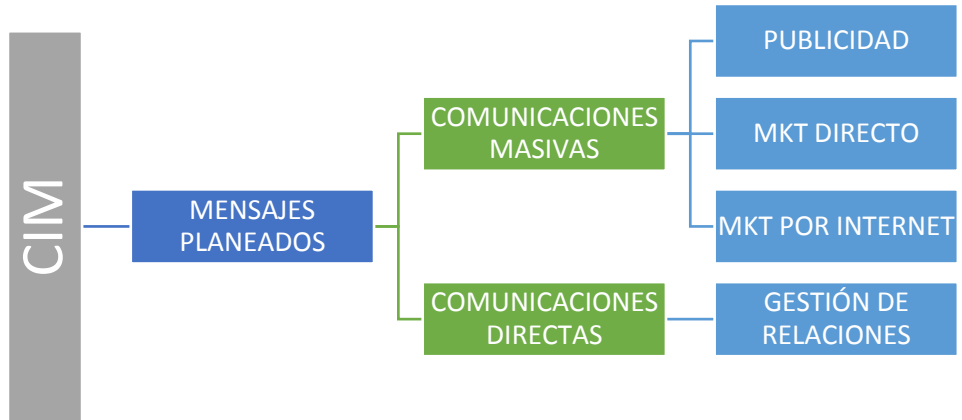 CIM
MENSAJES
PLANEADOS
COMUNICACIONES
MASIVAS
PUBLICIDAD
MKT DIRECTO
MKT POR INTERNET
COMUNICACIONES
DIRECTAS
GESTIÓN DE
RELACIONES